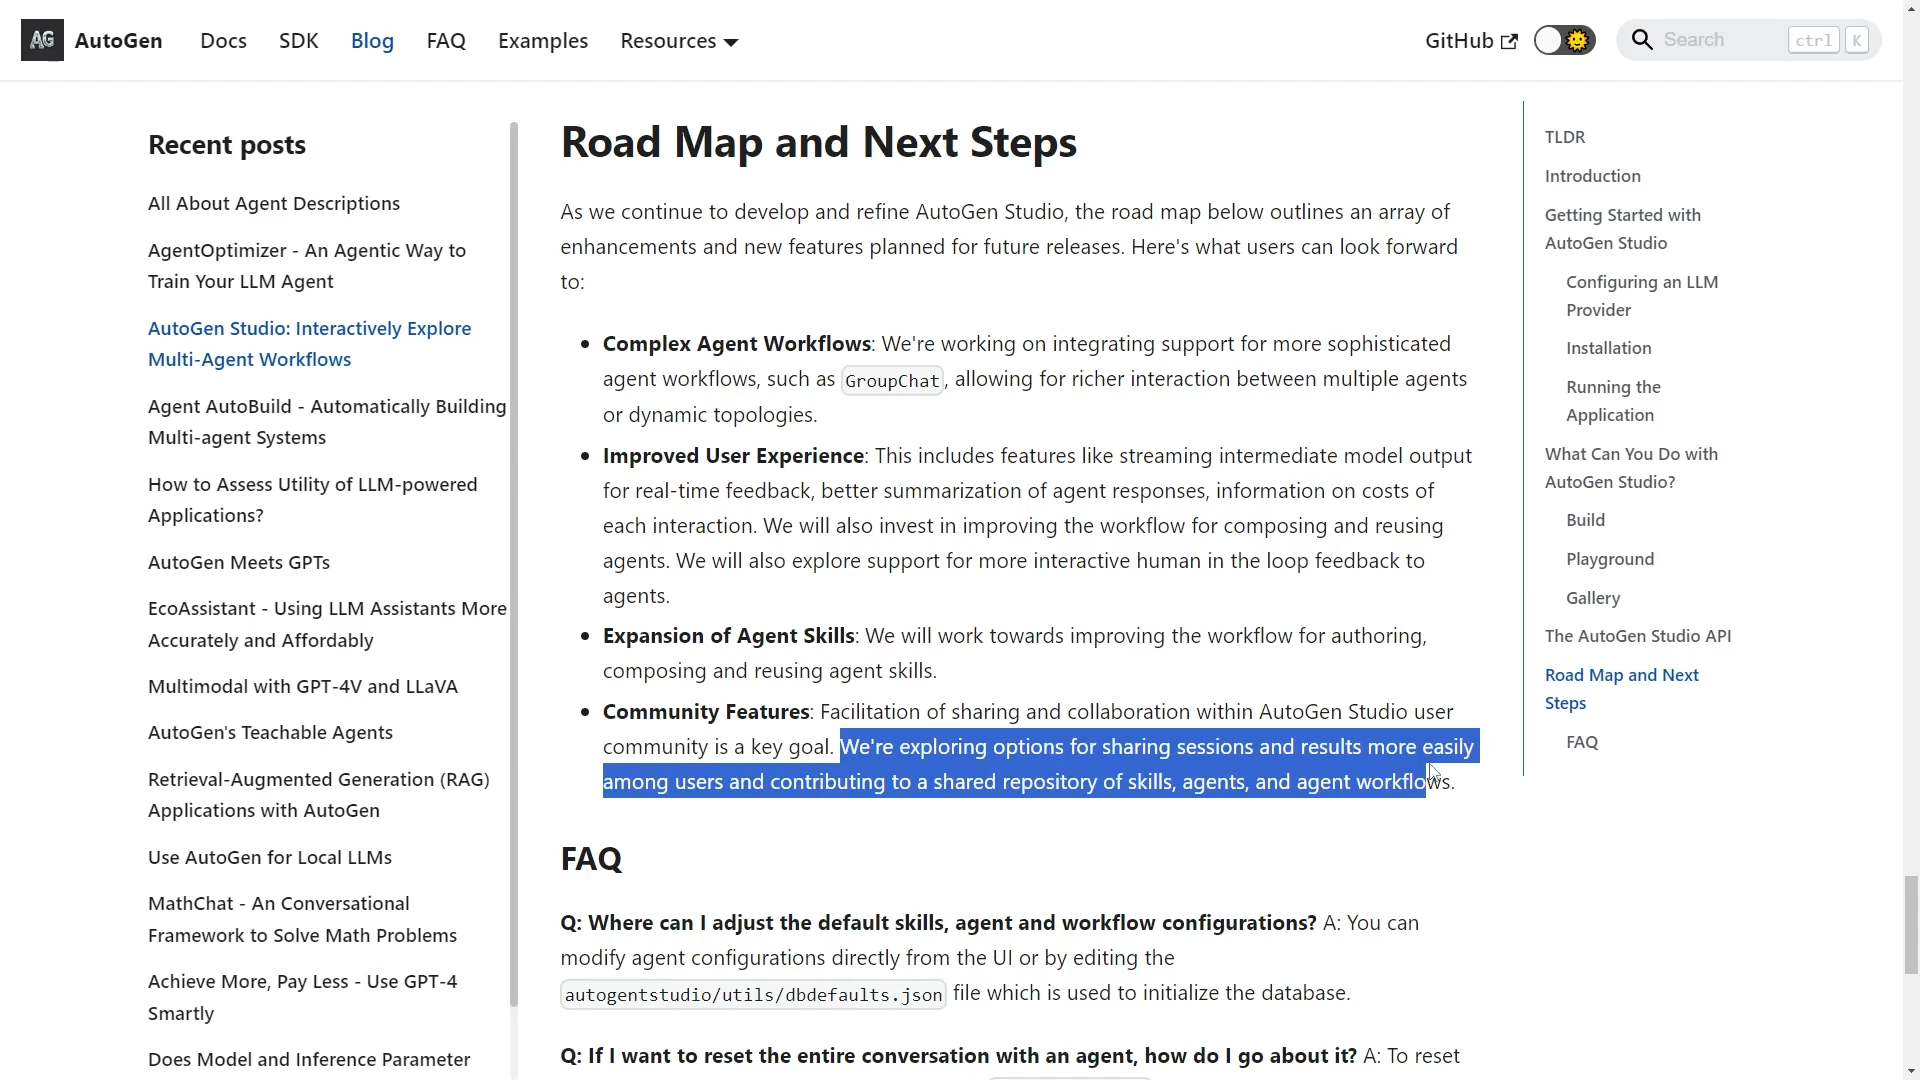 AG AutoGen Docs SDK Blog FAQ Examples Resources GitHub Search ctrl K
Recent posts
All About Agent Descriptions
AgentOptimizer - An Agentic Way to
Train Your LLM Agent
AutoGen Studio: Interactively Explore
Multi-Agent Workflows
Agent AutoBuild - Automatically Building
Multi-agent Systems
How to Assess Utility of LLM-powered
Applications?
AutoGen Meets GPTs
EcoAssistant - Using LLM Assistants More
Accurately and Affordably
Multimodal with GPT-4V and LLaVA
AutoGen's Teachable Agents
Retrieval-Augmented Generation (RAG)
Applications with AutoGen
Use AutoGen for Local LLMs
MathChat - An Conversational
Framework to Solve Math Problems
Achieve More, Pay Less - Use GPT-4
Smartly
Does Model and Inference Parameter
Road Map and Next Steps
As we continue to develop and refine AutoGen Studio, the road map below outlines an array of
enhancements and new features planned for future releases. Here's what users can look forward
to:
• Complex Agent Workflows: We're working on integrating support for more sophisticated
agent workflows, such as GroupChat, allowing for richer interaction between multiple agents
or dynamic topologies.
• Improved User Experience: This includes features like streaming intermediate model output
for real-time feedback, better summarization of agent responses, information on costs of
each interaction. We will also invest in improving the workflow for composing and reusing
agents. We will also explore support for more interactive human in the loop feedback to
agents.
• Expansion of Agent Skills: We will work towards improving the workflow for authoring,
composing and reusing agent skills.
• Community Features: Facilitation of sharing and collaboration within AutoGen Studio user
community is a key goal. We're exploring options for sharing sessions and results more easily
among users and contributing to a shared repository of skills, agents, and agent workflows.
FAQ
Q: Where can I adjust the default skills, agent and workflow configurations? A: You can
modify agent configurations directly from the UI or by editing the
autogentstudio/utils/dbdefaults.json file which is used to initialize the database.
Q: If I want to reset the entire conversation with an agent, how do I go about it? A: To reset
TLDR
Introduction
Getting Started with
AutoGen Studio
Configuring an LLM
Provider
Installation
Running the
Application
What Can You Do with
AutoGen Studio?
Build
Playground
Gallery
The AutoGen Studio API
Road Map and Next
Steps
FAQ